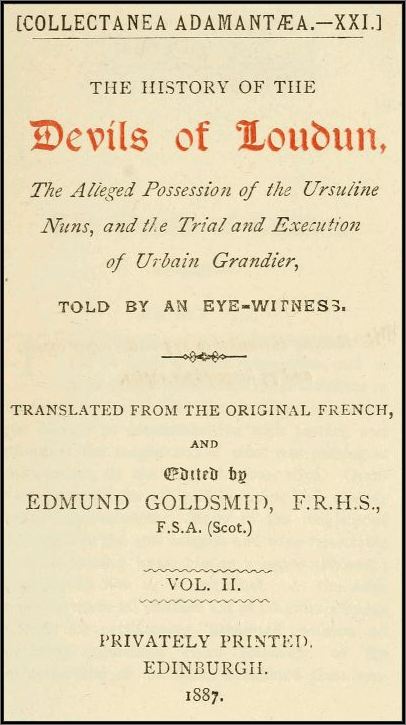 [COLLECTANEA ADAMANTÆA.—XXI.]
THE HISTORY OF THE
Devils of Loudun,
The Alleged Possession of the Ursuline
Nuns, and the Trial and Execution
of Urbain Grandier,
TOLD BY AN EYE-WITNESS.
TRANSLATED FROM THE ORIGINAL FRENCH,
AND
Edited by
EDMUND GOLDSMID, F.R.H.S.,
F.S.A. (Scot.)
VOL. II.
PRIVATELY PRINTED.
EDINBURGH.
1887.